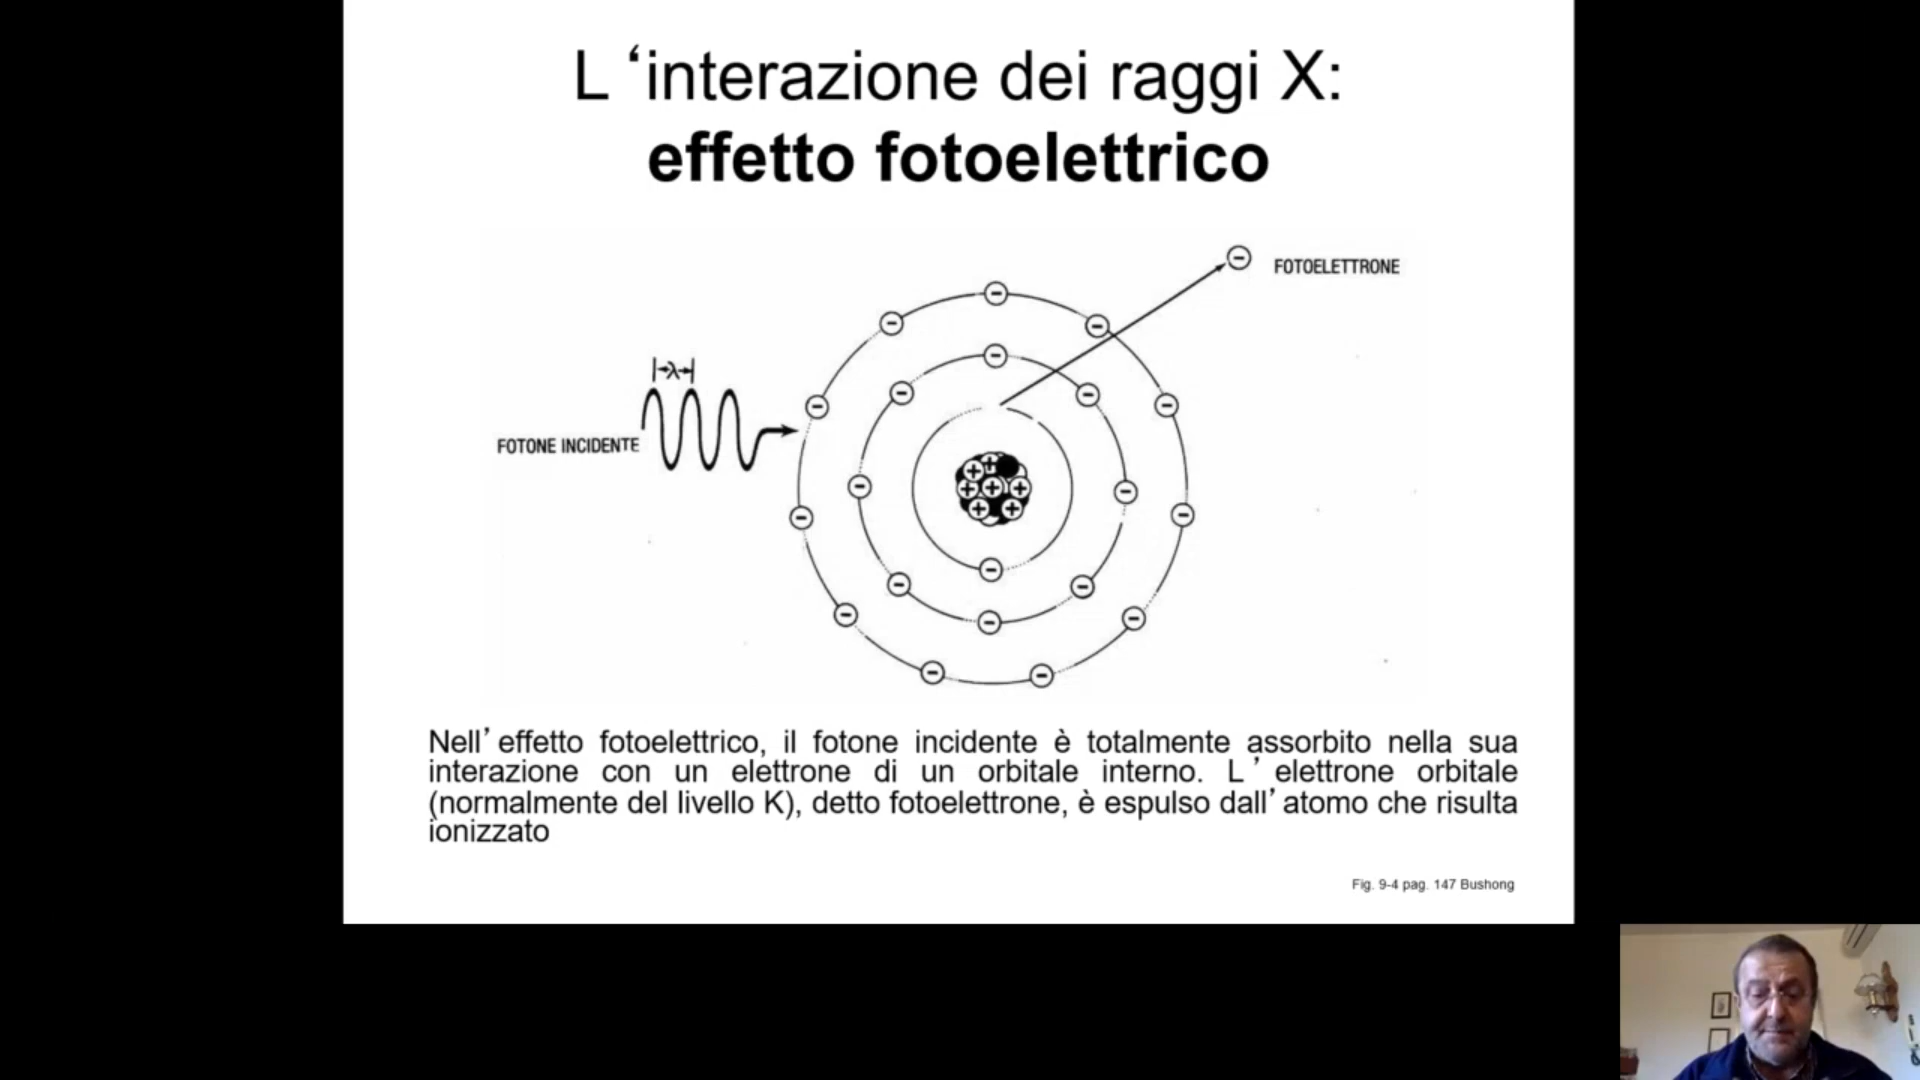 L ‘interazione dei raggi X:
effetto fotoelettrico
FOTOELETTRONE
λ
FOTONE INCIDENTE
Nell’effetto fotoelettrico, il fotone incidente è totalmente assorbito nella sua
interazione con un elettrone di un orbitale interno. L’ elettrone orbitale
(normalmente del livello K), detto fotoelettrone, è espulso dall’atomo che risulta
ionizzato
Fig. 9-4 pag. 147 Bushong